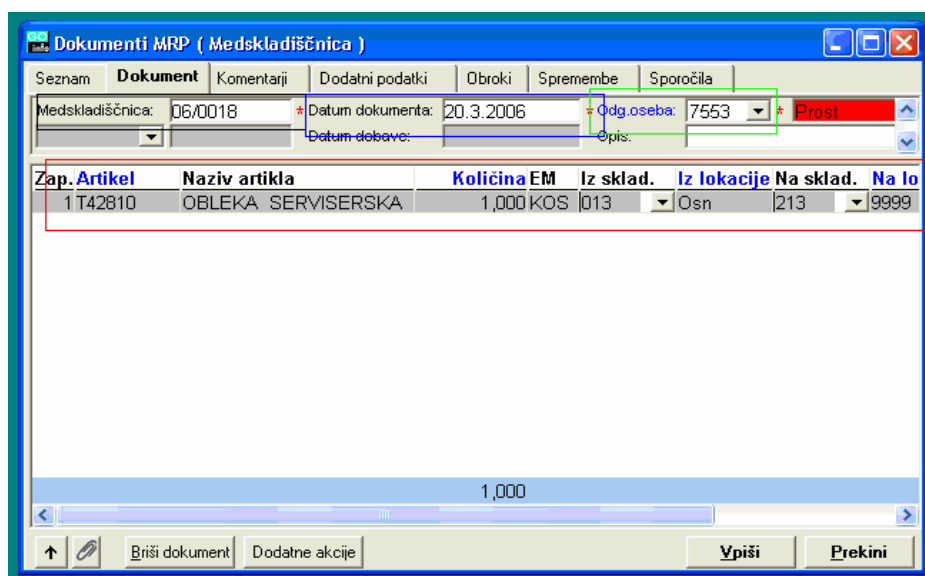 GO info. Dokumenti MRP ( Medskladiščnica )
Seznam Dokument Komentarji Dodatni podatki Obroki Spremembe Sporočila
Medskladiščnica: 06/0018 * Datum dokumenta: 20.3.2006 * Odg.oseba: 7553 * Prost
Datum dobave: Opis:
Zap. Artikel Naziv artikla Količina EM Iz sklad. Iz lokacije Na sklad. Na lo
1 T42810 OBLEKA SERVISERSKA 1,000 KOS 013 Osn 213 9999
1,000
Briši dokument Dodatne akcije Vpiši Prekini